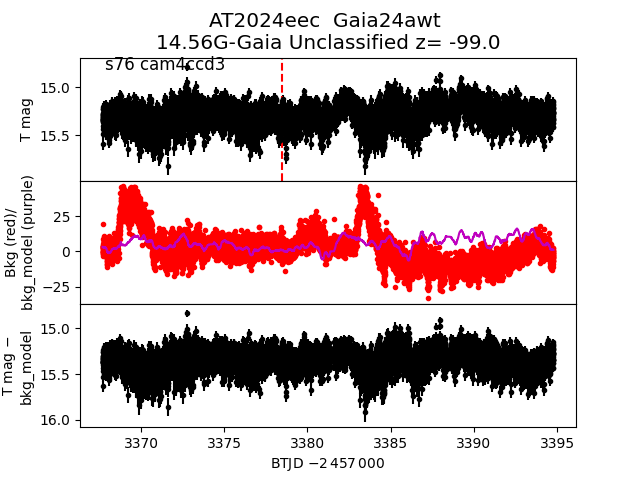 AT2024eec  Gaia24awt
14.56G-Gaia Unclassified z= -99.0
s76 cam4ccd3
15.0
15.5
T mag
25
0
−25
Bkg (red)/
bkg_model (purple)
15.0
15.5
16.0
T mag −
bkg_model
3370 3375 3380 3385 3390 3395
BTJD −2 457 000